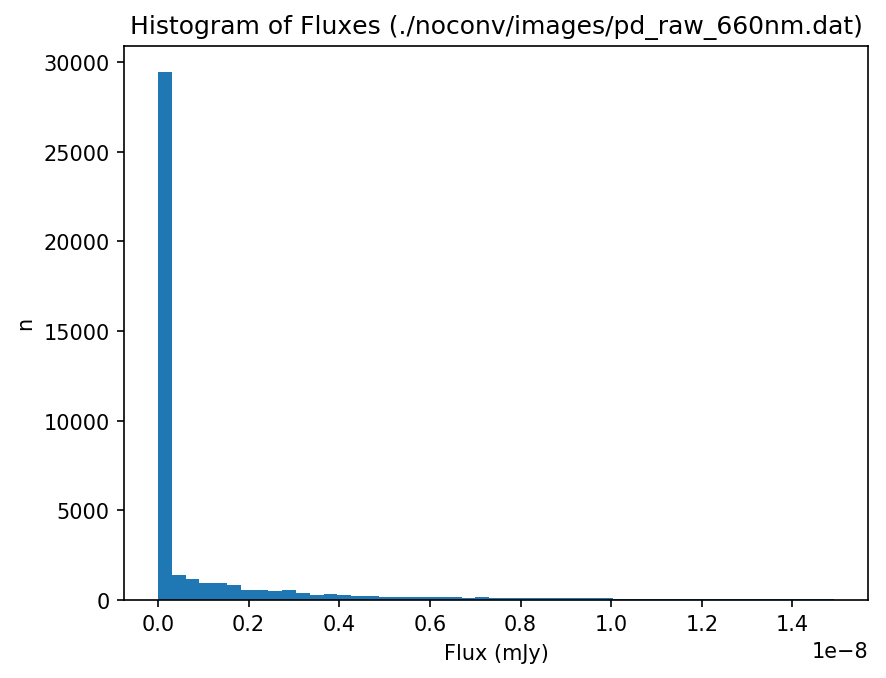 Histogram of Fluxes (./noconv/images/pd_raw_660nm.dat)
30000
25000
20000
15000
10000
5000
0
n
0.0 0.2 0.4 0.6 0.8 1.0 1.2 1.4
1e−8
Flux (mJy)